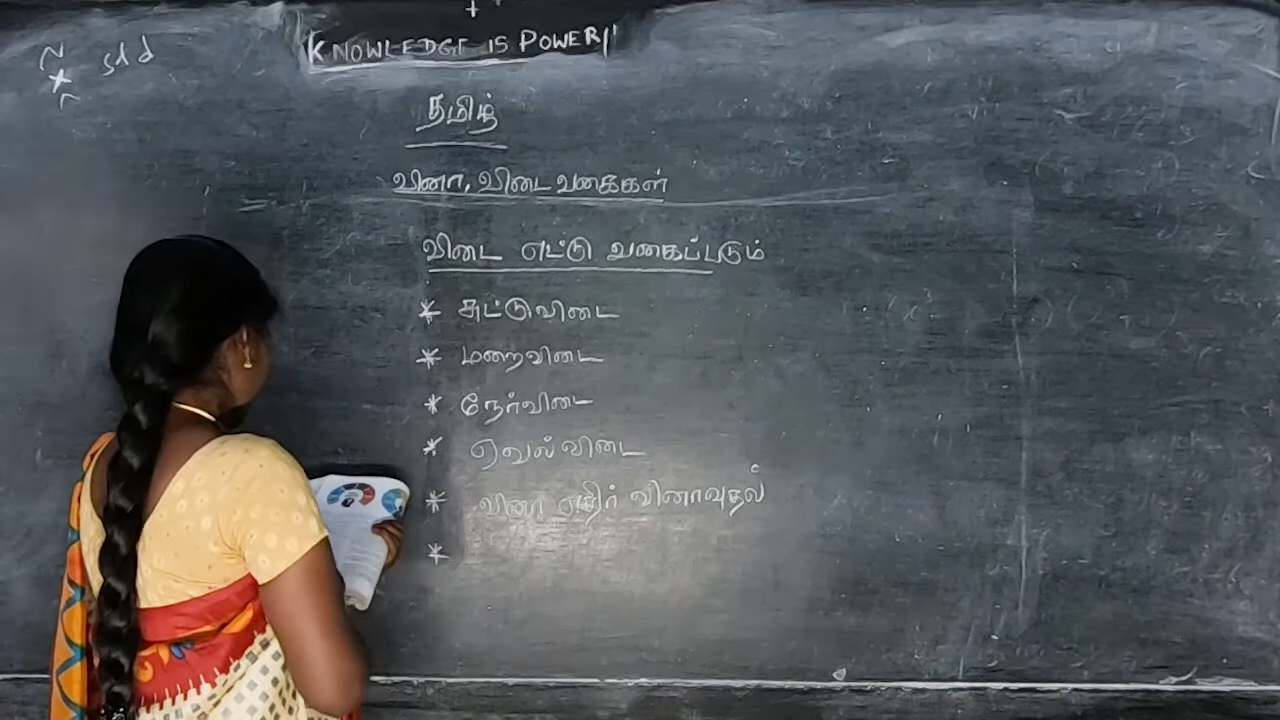 std
KNOWLEDGE IS POWER//
தமிழ்
வினா, விடை வகைகள்
விடை எட்டு வகைப்படும்
* சுட்டுவிடை
* மறைவிடை
* நேர்விடை
* ஏவல்விடை
* வினா எதிர் வினாவுதல்
*